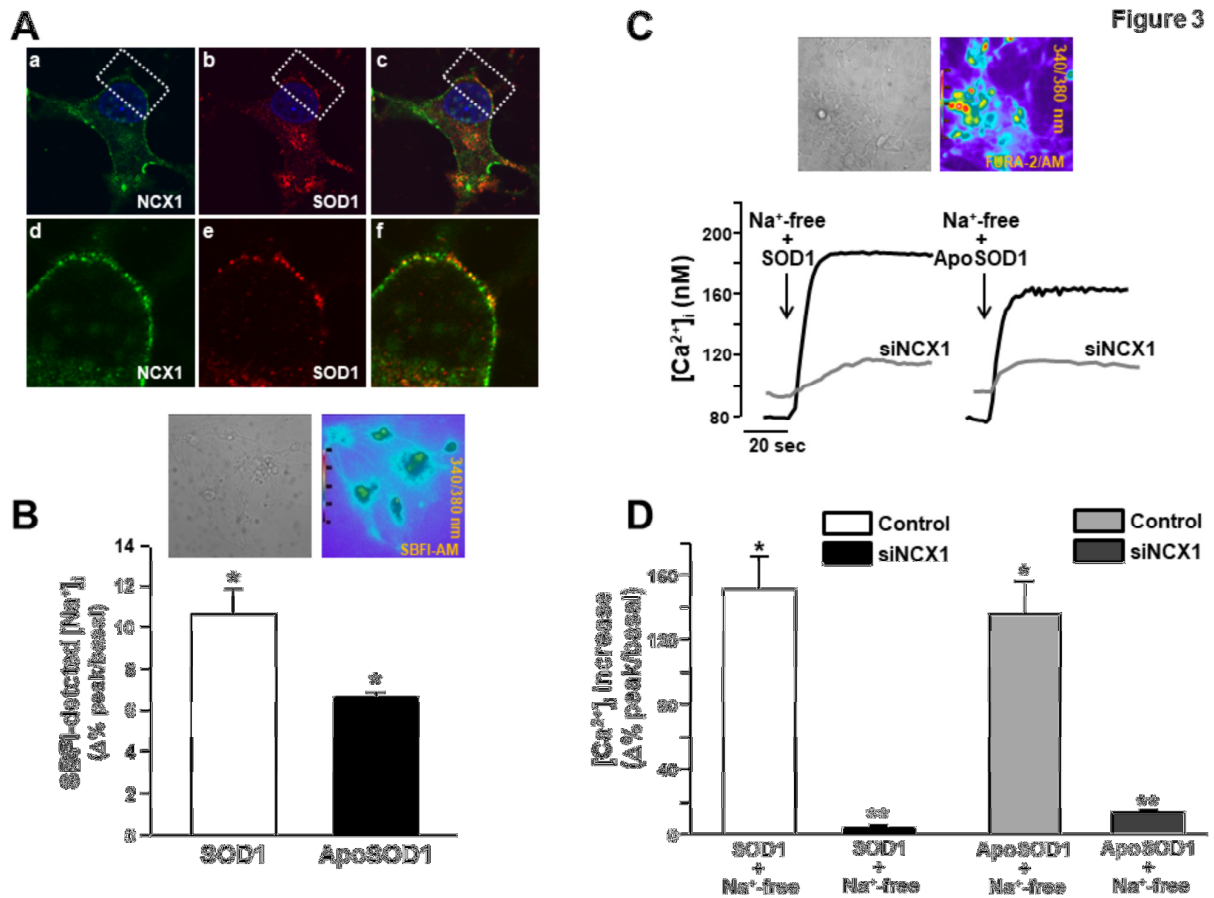 Figure 3
A
a
b
c
NCX1
SOD1
d
e
f
NCX1
SOD1
B
340/380 nm
SBFI-AM
SBFI-detcted [Na⁺]ᵢ
(Δ% peak/basal)
14
12
10
8
6
4
2
0
*
*
SOD1
ApoSOD1
C
340/380 nm
FURA-2/AM
[Ca²⁺]ᵢ (nM)
200
160
120
80
Na⁺-free
+
SOD1
Na⁺-free
+
ApoSOD1
siNCX1
siNCX1
20 sec
D
Control
siNCX1
Control
siNCX1
[Ca²⁺]ᵢ increase
(Δ% peak/basal)
160
120
80
40
0
*
**
*
**
SOD1
+
Na⁺-free
SOD1
+
Na⁺-free
ApoSOD1
+
Na⁺-free
ApoSOD1
+
Na⁺-free